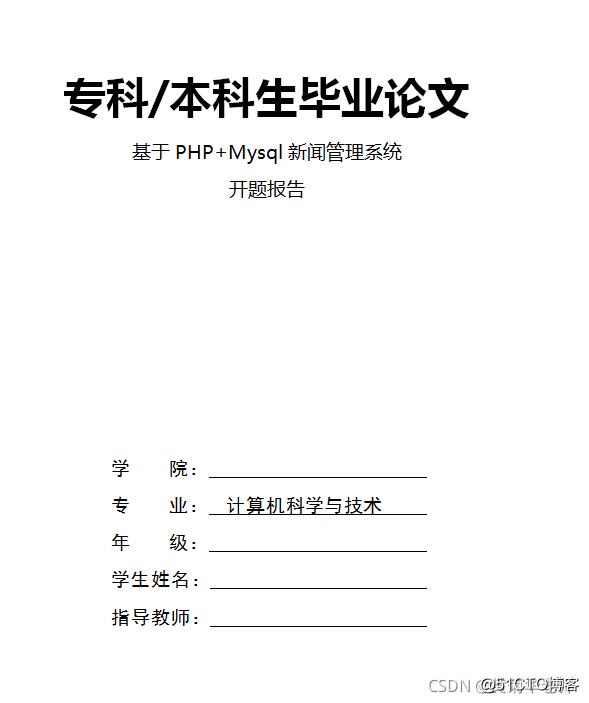 专科/本科生毕业论文
基于 PHP+Mysql 新闻管理系统
开题报告
学 院：
专 业： 计算机科学与技术
年 级：
学生姓名：
指导教师：
CSDN @51CTO博客